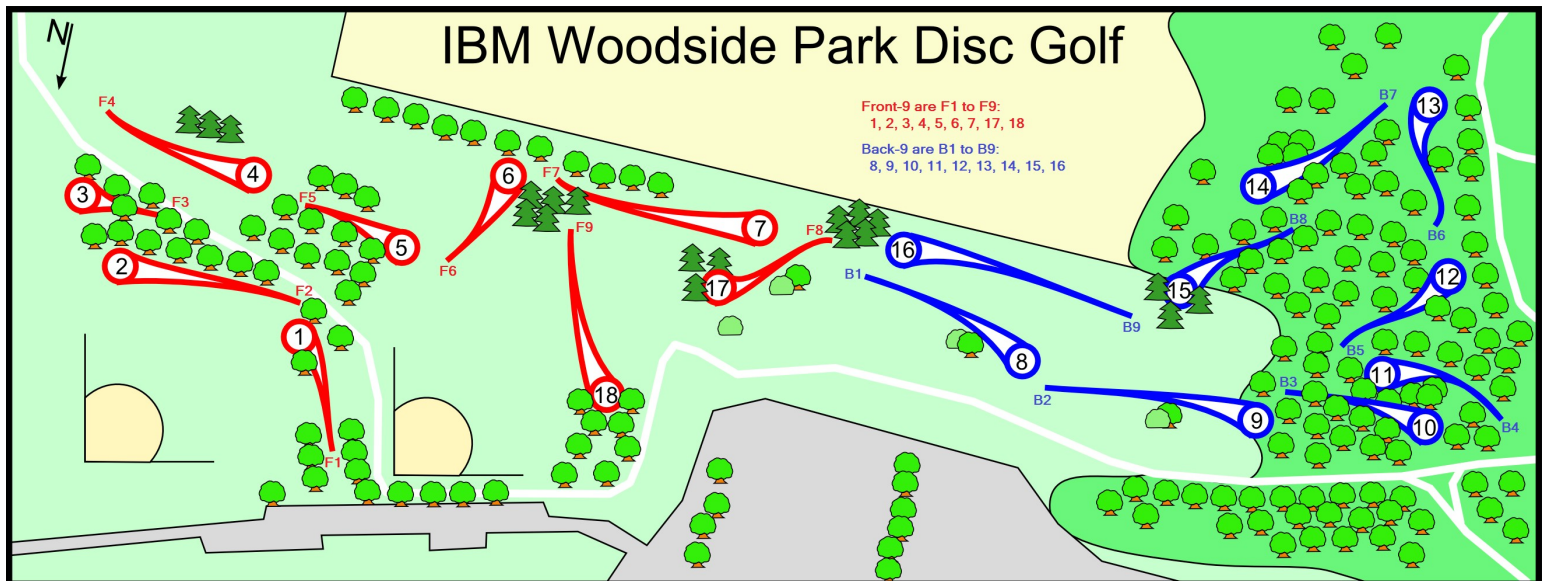 IBM Woodside Park Disc Golf
N
Front-9 are F1 to F9:
1, 2, 3, 4, 5, 6, 7, 17, 18
Back-9 are B1 to B9:
8, 9, 10, 11, 12, 13, 14, 15, 16
F4
4
3
F3
2
F2
1
F1
F5
5
6
F6
F7
7
F9
18
F8
17
16
B1
8
B9
B2
9
15
B8
14
B7
13
B6
12
B5
B3
11
10
B4